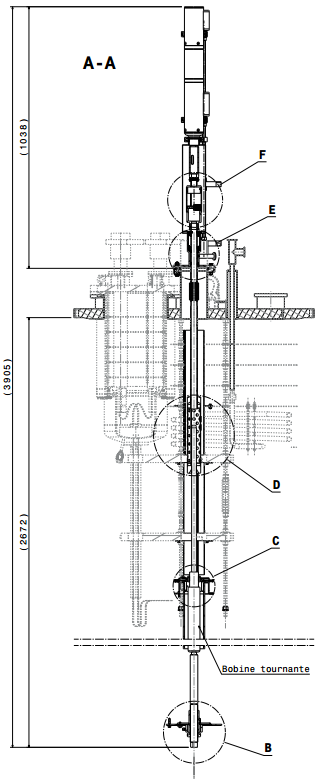 A-A
(1038)
F
E
(3905)
D
(2672)
C
Bobine tournante
B